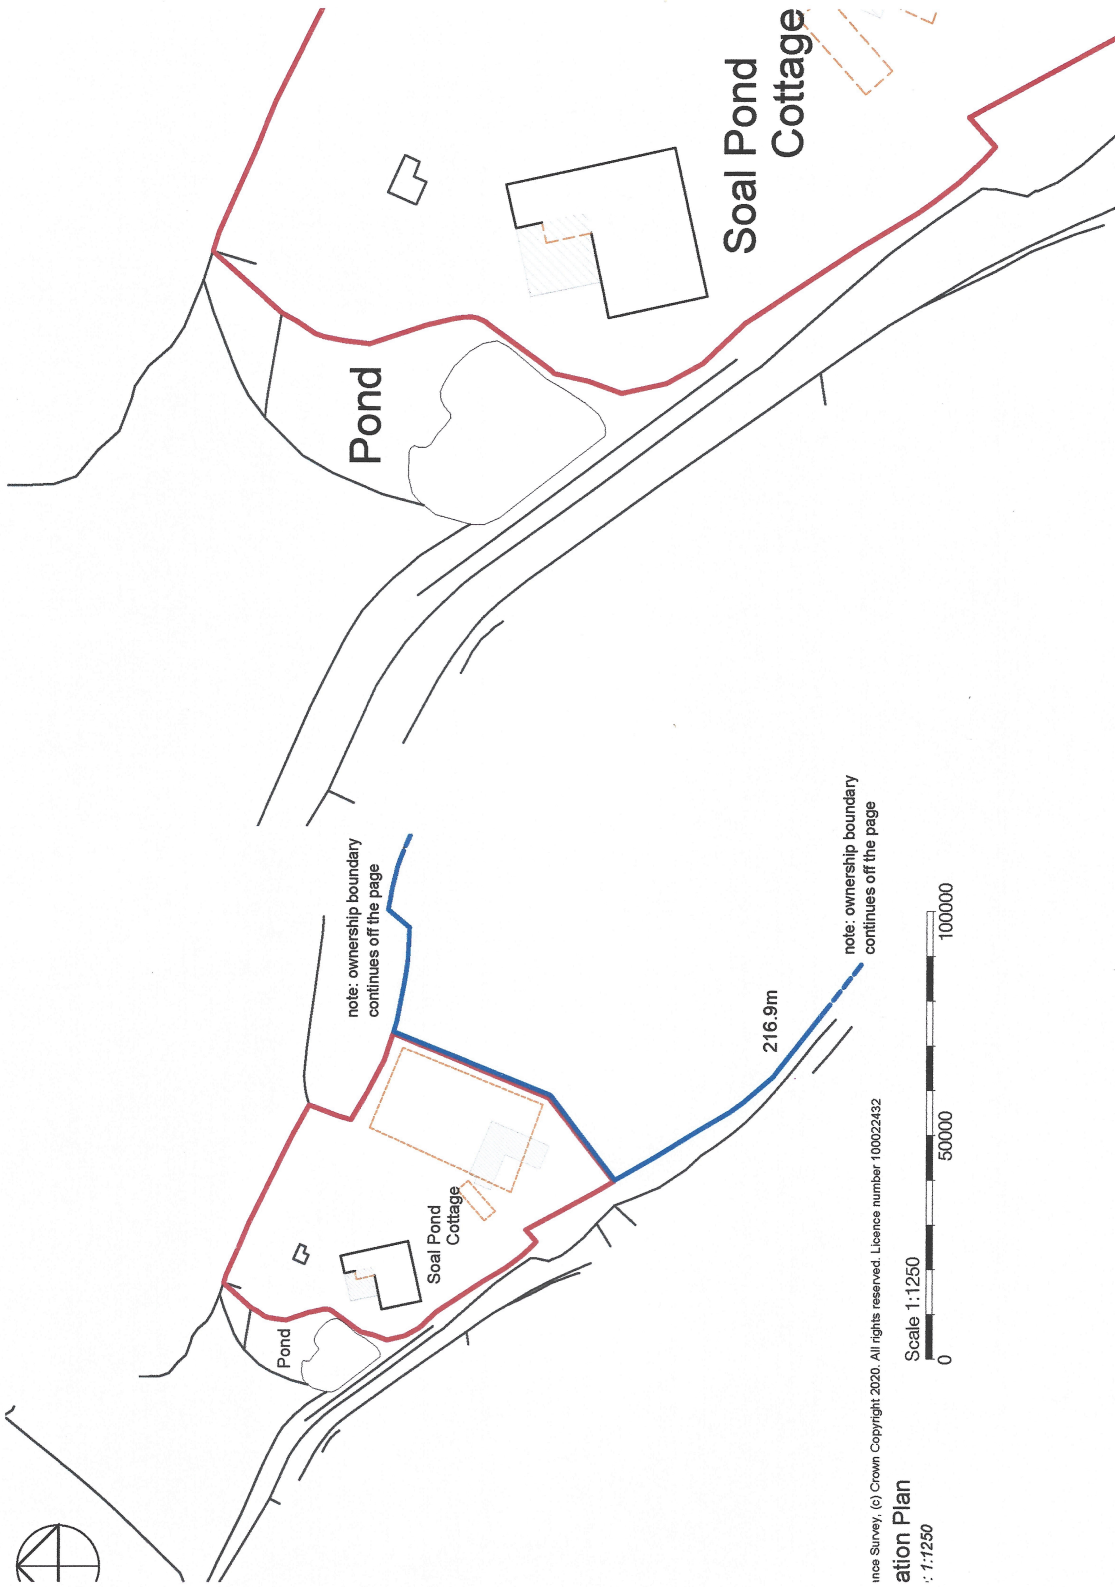 Soal Pond
Cottage
Pond
note: ownership boundary
continues off the page
note: ownership boundary
continues off the page
216.9m
Soal Pond
Cottage
Pond
Scale 1:1250
0
50000
100000
ance Survey, (c) Crown Copyright 2020. All rights reserved. Licence number 100022432
ation Plan
: 1:1250